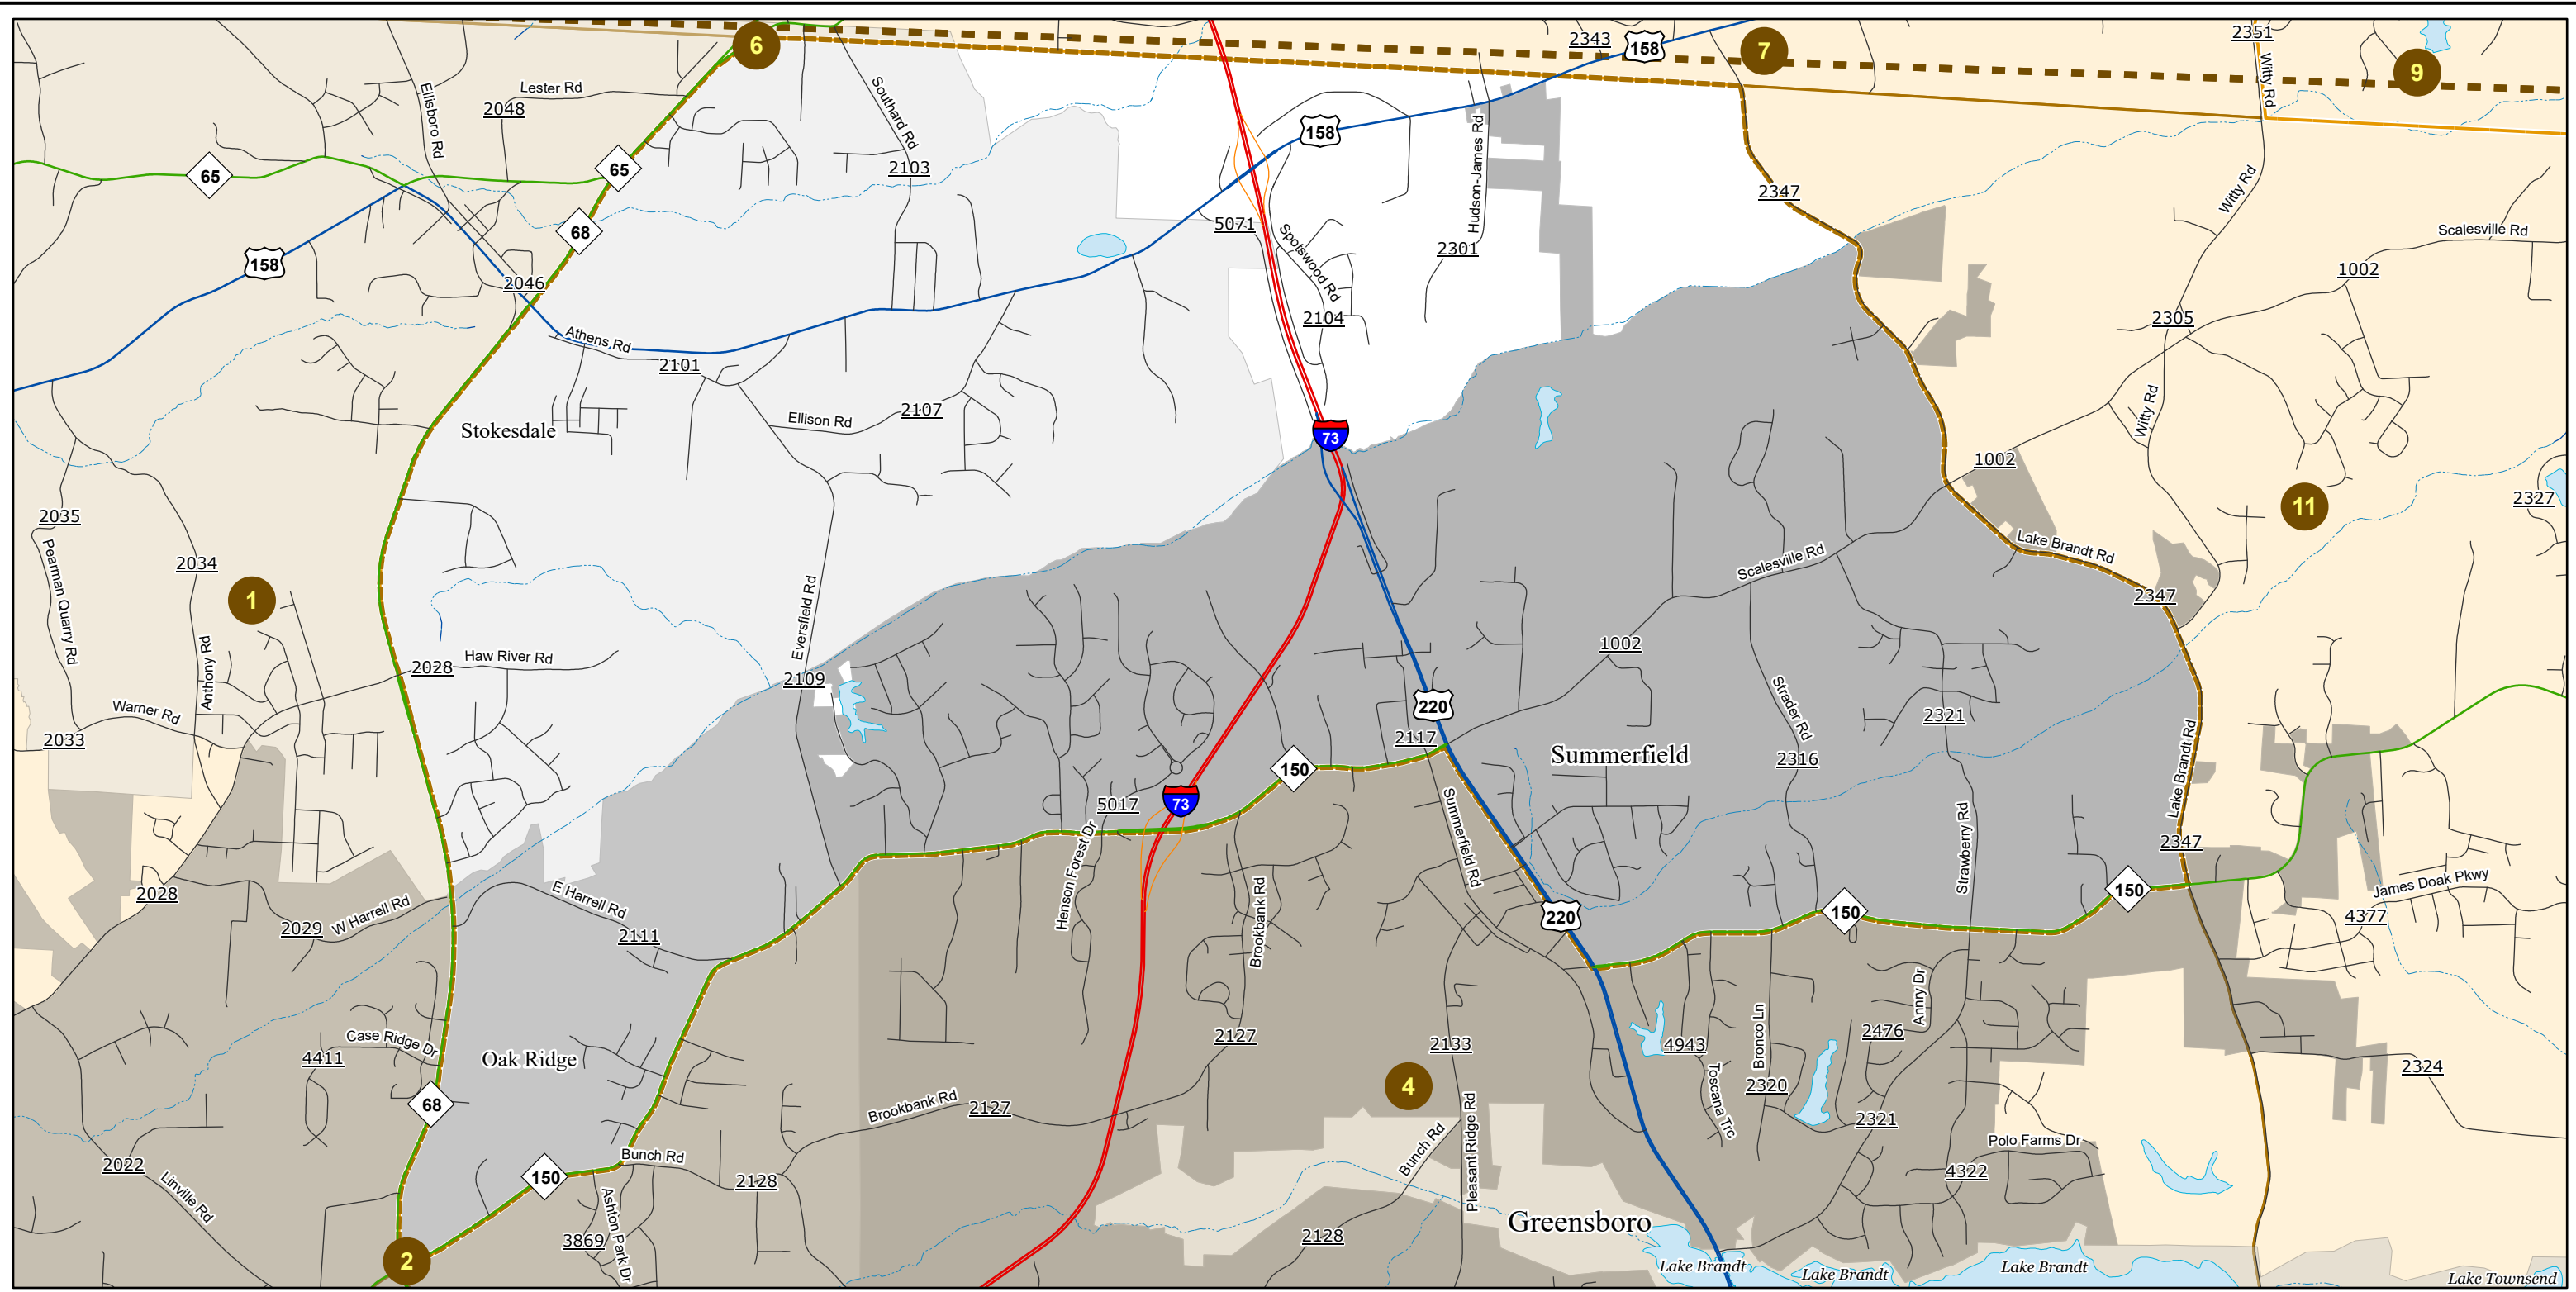 6
7
9
2343
158
2351
Witty Rd
Ellisboro Rd
Lester Rd
2048
Southard Rd
2103
65
65
68
158
158
Hudson-James Rd
2347
Witty Rd
Scalesville Rd
1002
5071
Spotswood Rd
2301
2046
2104
2305
Athens Rd
2101
2107
Ellison Rd
Stokesdale
73
Witty Rd
1002
11
2327
2035
Pearman Quarry Rd
2034
1
Anthony Rd
Lake Brandt Rd
Scalesville Rd
2347
Eversfield Rd
1002
2028
Haw River Rd
2109
Warner Rd
2033
220
2117
Strader Rd
2321
2316
Summerfield
Lake Brandt Rd
150
5017
73
Summerfield Rd
Henson Forest Dr
Strawberry Rd
2347
2028
2029
W Harrell Rd
E Harrell Rd
2111
Brookbank Rd
220
150
150
James Doak Pkwy
4377
Case Ridge Dr
4411
Oak Ridge
68
2127
2133
4
4943
Toscana Trc
Bronco Ln
2320
2476
Annry Dr
2324
Brookbank Rd
2127
2321
Polo Farms Dr
4322
2022
Linville Rd
150
Bunch Rd
2128
Ashton Park Dr
3869
2
Bunch Rd
Pleasant Ridge Rd
2128
Greensboro
Lake Brandt
Lake Brandt
Lake Brandt
Lake Townsend